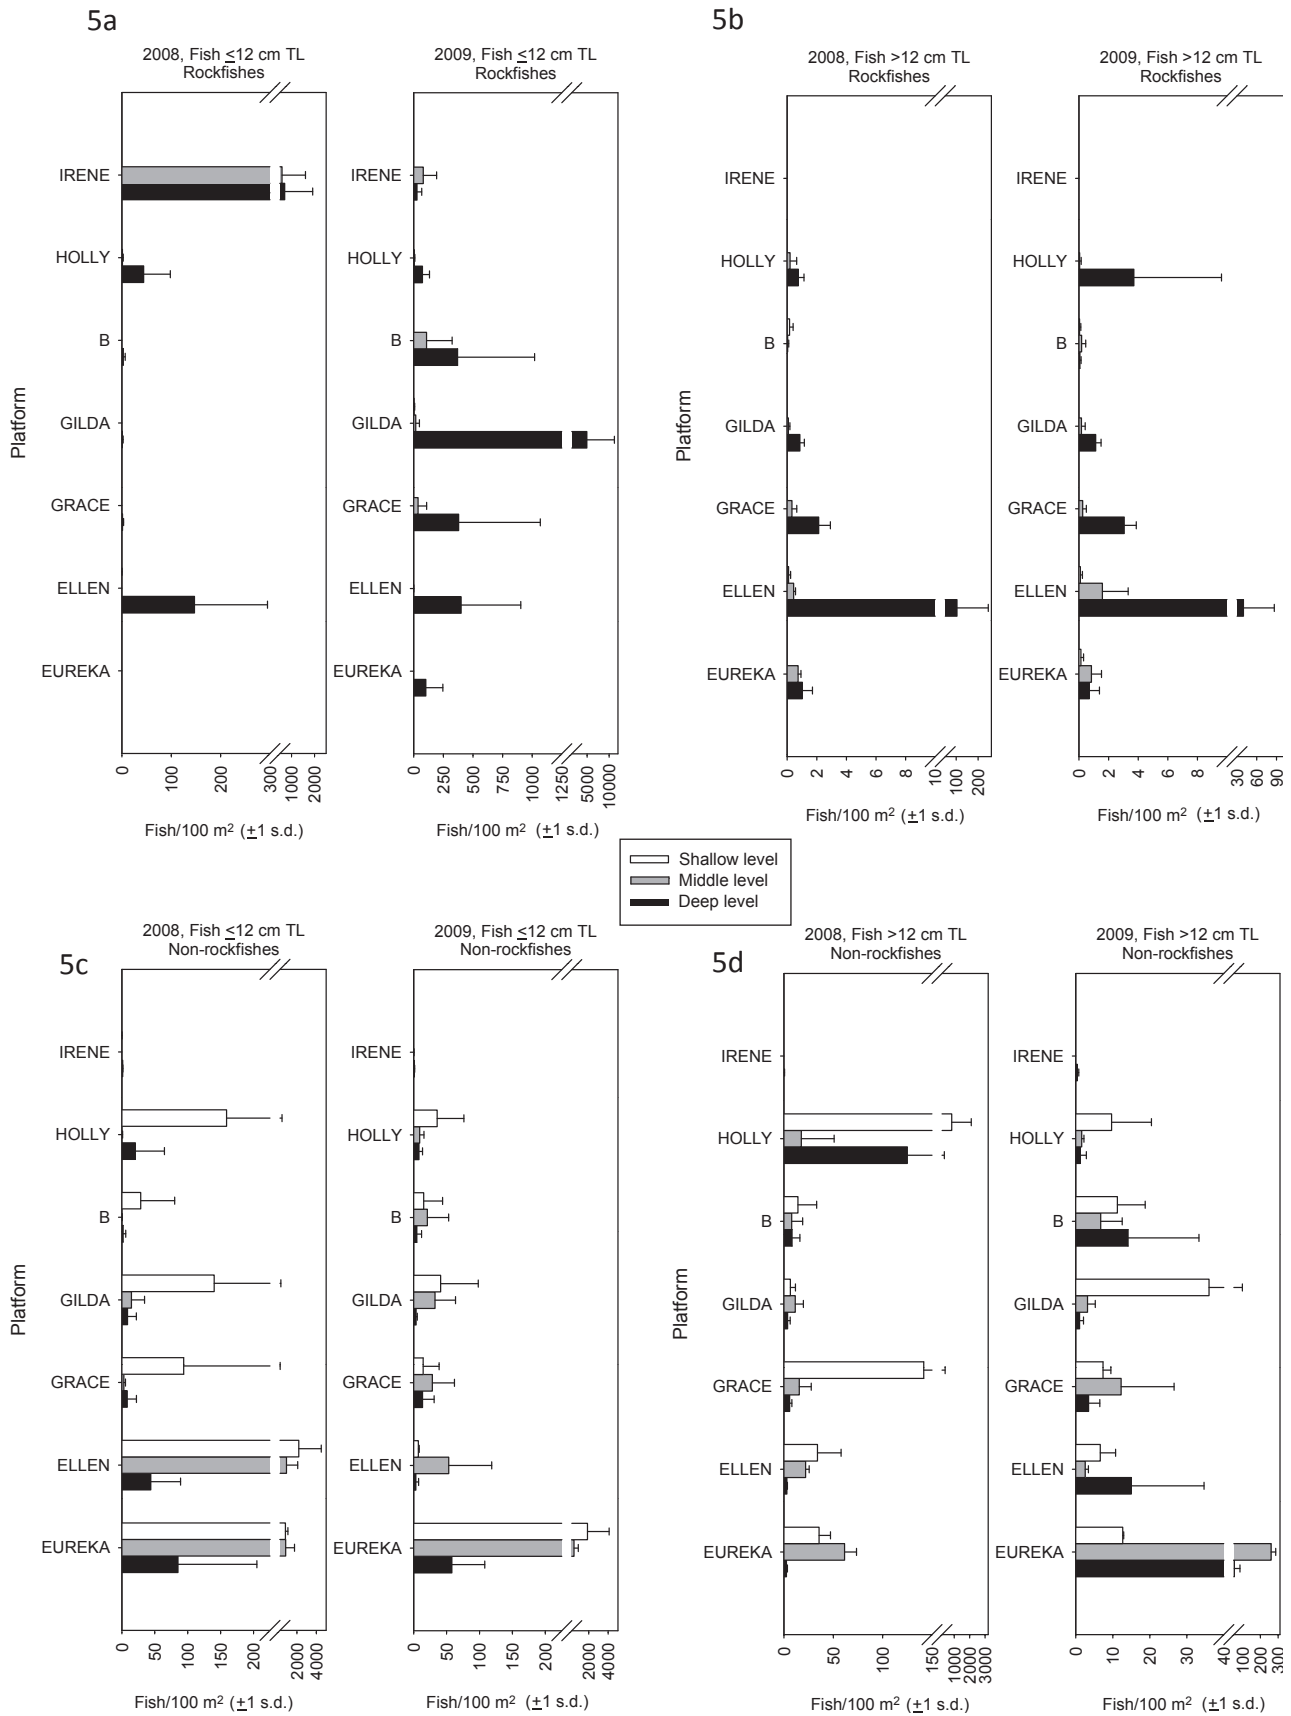 5a
2008, Fish ≤12 cm TL
Rockfishes
2009, Fish ≤12 cm TL
Rockfishes
Platform
IRENE
HOLLY
B
GILDA
GRACE
ELLEN
EUREKA
0 100 200 300 1000 2000
Fish/100 m² (±1 s.d.)
IRENE
HOLLY
B
GILDA
GRACE
ELLEN
EUREKA
0 250 500 750 1000 1250 5000 10000
Fish/100 m² (±1 s.d.)
5b
2008, Fish >12 cm TL
Rockfishes
2009, Fish >12 cm TL
Rockfishes
Platform
IRENE
HOLLY
B
GILDA
GRACE
ELLEN
EUREKA
0 2 4 6 8 10 100 200
Fish/100 m² (±1 s.d.)
IRENE
HOLLY
B
GILDA
GRACE
ELLEN
EUREKA
0 2 4 6 8 30 60 90
Fish/100 m² (±1 s.d.)
Shallow level
Middle level
Deep level
5c
2008, Fish ≤12 cm TL
Non-rockfishes
2009, Fish ≤12 cm TL
Non-rockfishes
Platform
IRENE
HOLLY
B
GILDA
GRACE
ELLEN
EUREKA
0 50 100 150 200 2000 4000
Fish/100 m² (±1 s.d.)
IRENE
HOLLY
B
GILDA
GRACE
ELLEN
EUREKA
0 50 100 150 200 2000 4000
Fish/100 m² (±1 s.d.)
5d
2008, Fish >12 cm TL
Non-rockfishes
2009, Fish >12 cm TL
Non-rockfishes
Platform
IRENE
HOLLY
B
GILDA
GRACE
ELLEN
EUREKA
0 50 100 150 1000 2000 3000
Fish/100 m² (±1 s.d.)
IRENE
HOLLY
B
GILDA
GRACE
ELLEN
EUREKA
0 10 20 30 40 100 200 300
Fish/100 m² (±1 s.d.)